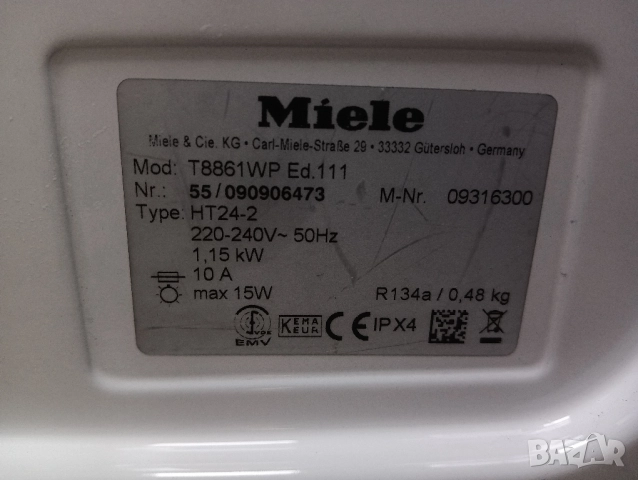 Miele
Miele & Cie. KG • Carl-Miele-Straße 29 • 33332 Gütersloh • Germany
Mod: T8861WP Ed.111
Nr.: 55/090906473 M-Nr. 09316300
Type: HT24-2
220-240V~ 50Hz
1,15 kW
10 A
max 15W R134a / 0,48 kg
VDE EMV KEMA KEUR CE IPX4
BAZAR